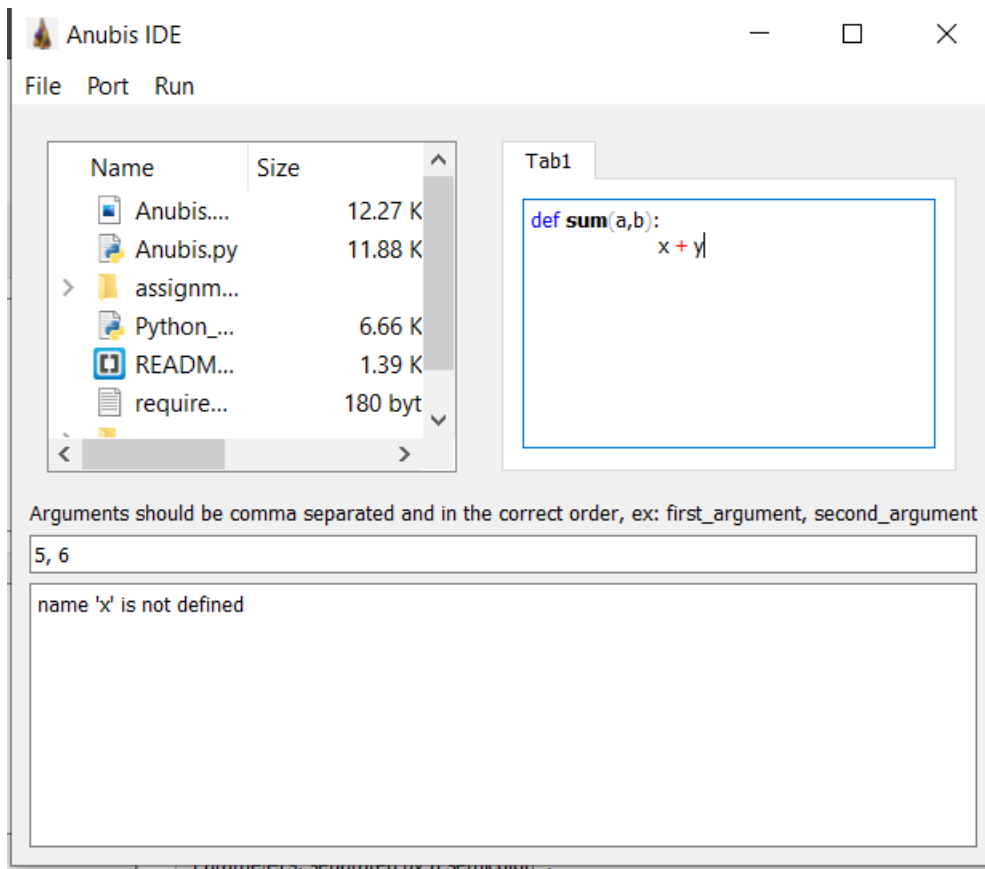 Anubis IDE
File Port Run
Name Size
Anubis.... 12.27 K
Anubis.py 11.88 K
assignm...
Python_... 6.66 K
READM... 1.39 K
require... 180 byt
Tab1
def sum(a,b):
x + y
Arguments should be comma separated and in the correct order, ex: first_argument, second_argument
5, 6
name 'x' is not defined